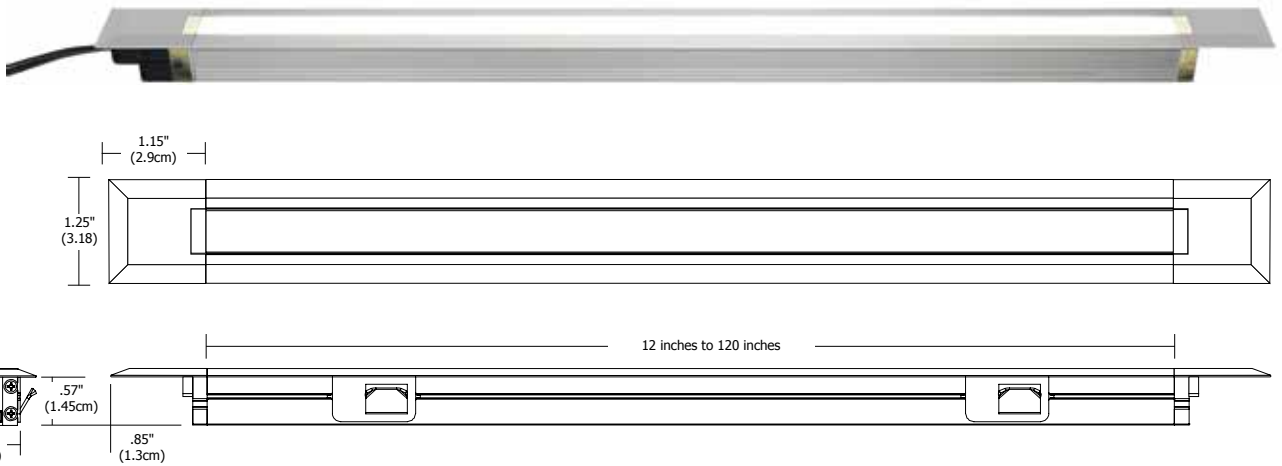 1.15"
(2.9cm)
1.25"
(3.18)
12 inches to 120 inches
.57"
(1.45cm)
.85"
(1.3cm)
)